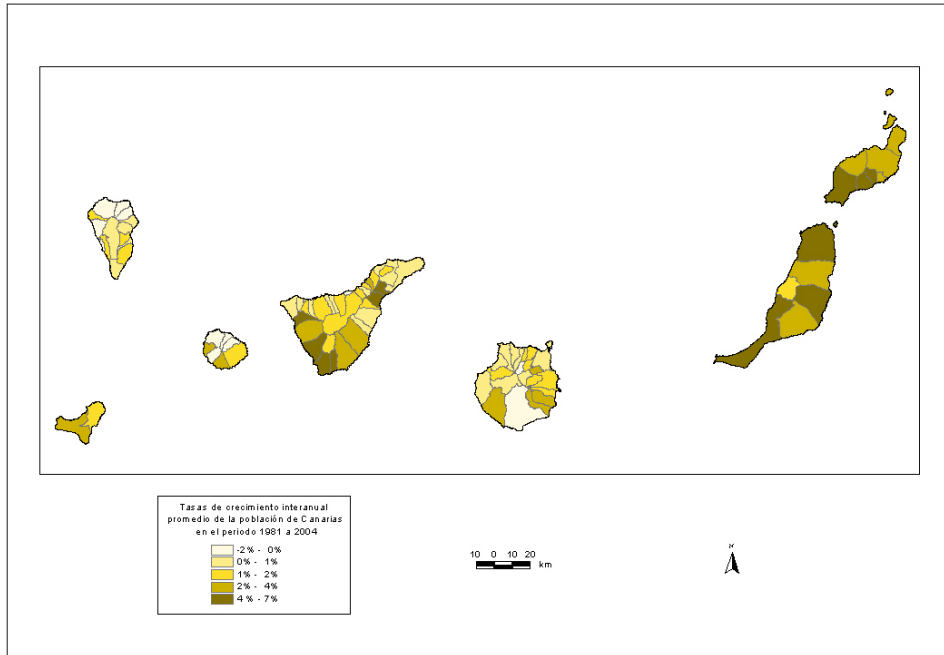 Tasas de crecimiento interanual
promedio de la población de Canarias
en el periodo 1981 a 2004
-2% - 0%
0% - 1%
1% - 2%
2% - 4%
4% - 7%
10 0 10 20
km
N